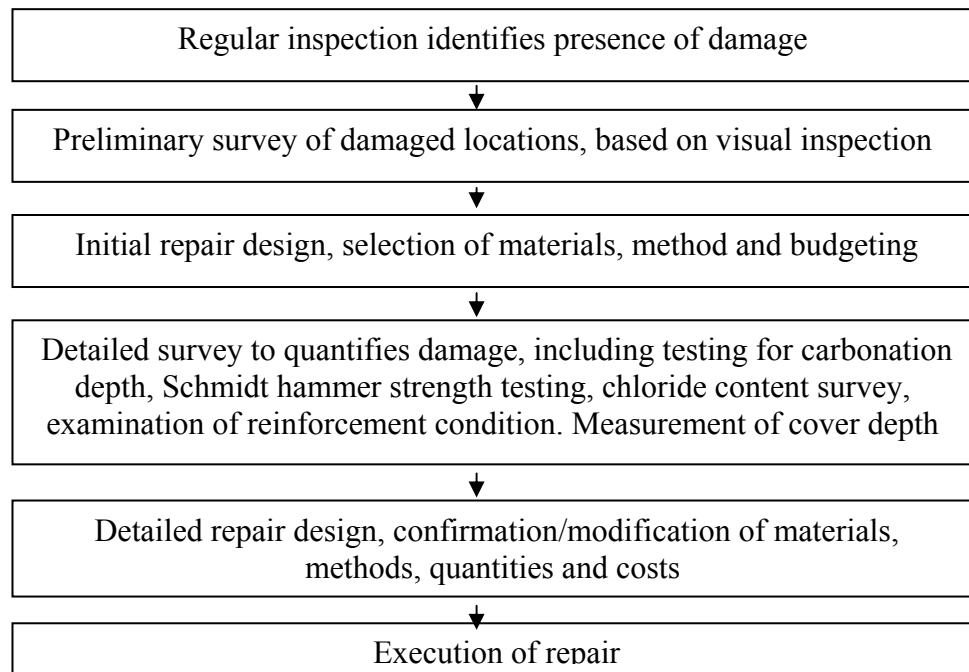 Regular inspection identifies presence of damage
Preliminary survey of damaged locations, based on visual inspection
Initial repair design, selection of materials, method and budgeting
Detailed survey to quantifies damage, including testing for carbonation
depth, Schmidt hammer strength testing, chloride content survey,
examination of reinforcement condition. Measurement of cover depth
Detailed repair design, confirmation/modification of materials,
methods, quantities and costs
Execution of repair